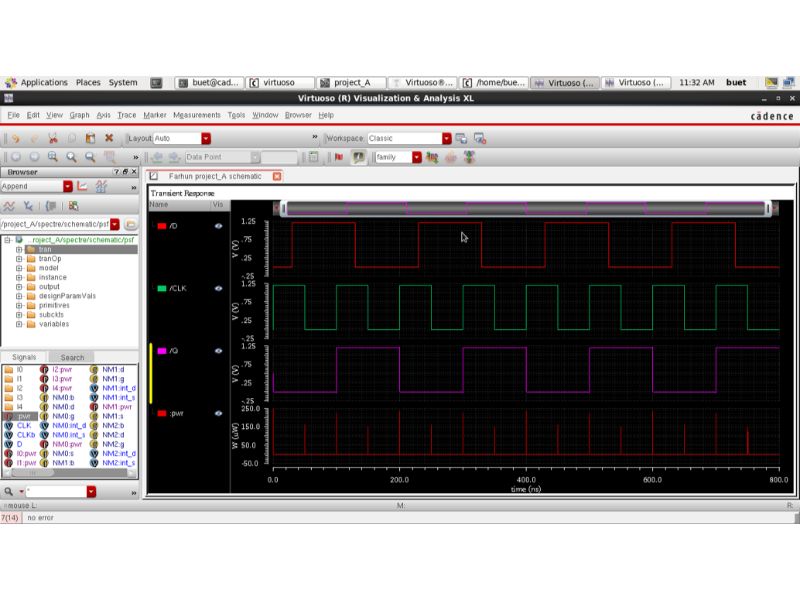 Applications Places System buet@cad... virtuoso project_A Virtuoso®... /home/bue... Virtuoso (... Virtuoso (... 11:32 AM buet
Virtuoso (R) Visualization & Analysis XL
File Edit View Graph Axis Trace Marker Measurements Tools Window Browser Help cādence
Layout: Auto » Workspace: Classic
» Data Point family
Browser ? Farhun project_A schematic
Append »
Transient Response
Name Vis
/project_A/spectre/schematic/psf
...roject_A/spectre/schematic/psf
tran
tranOp
model
instance
output
designParamVals
primitives
subckts
variables
/D
1.25
.75
.25
-.25
V (V)
/CLK
1.25
.75
.25
-.25
V (V)
/Q
1.25
.75
.25
-.25
V (V)
:pwr
250.0
150.0
50.0
-50.0
W (uW)
0.0 200.0 400.0 600.0 800.0
time (ns)
Signals Search
I0 I2:pwr NM1:d
I1 I3:pwr NM1:g
I2 I4:pwr NM1:int_d
I3 NM0:b NM1:int_s
I4 NM0:d NM1:pwr
:pwr NM0:g NM1:s
CLK NM0:int_d NM2:b
CLKb NM0:int_s NM2:d
D NM0:pwr NM2:g
I0:pwr NM0:s NM2:int_d
I1:pwr NM1:b NM2:int_s
mouse L: M: R:
7(14) no error